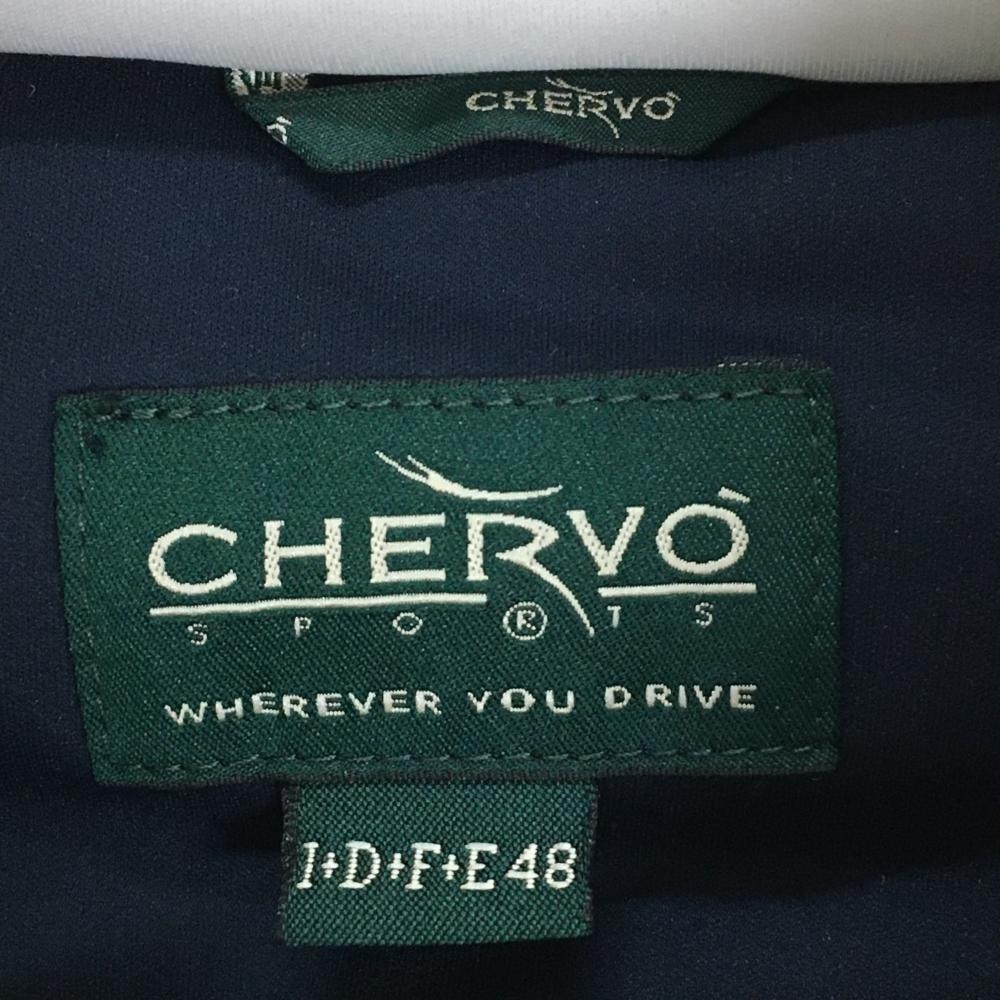 CHERVÒ
CHERVÒ
SPORTS
WHEREVER YOU DRIVE
I+D+F+E 48